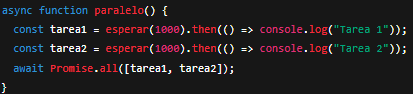 async function paralelo() {
  const tarea1 = esperar(1000).then(() => console.log("Tarea 1"));
  const tarea2 = esperar(1000).then(() => console.log("Tarea 2"));
  await Promise.all([tarea1, tarea2]);
}